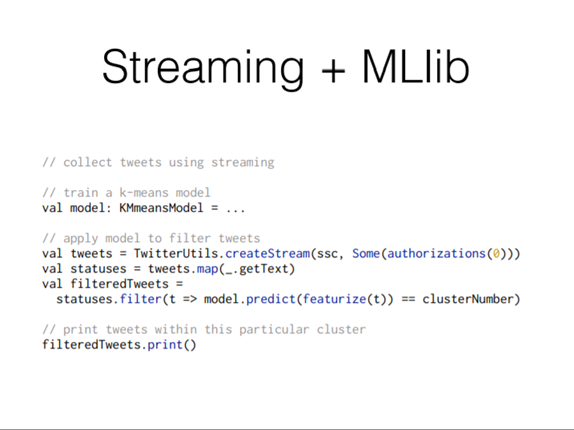 Streaming + MLlib
// collect tweets using streaming
// train a k-means model
val model: KMmeansModel = ...
// apply model to filter tweets
val tweets = TwitterUtils.createStream(ssc, Some(authorizations(0)))
val statuses = tweets.map(_.getText)
val filteredTweets =
statuses.filter(t => model.predict(featurize(t)) == clusterNumber)
// print tweets within this particular cluster
filteredTweets.print()